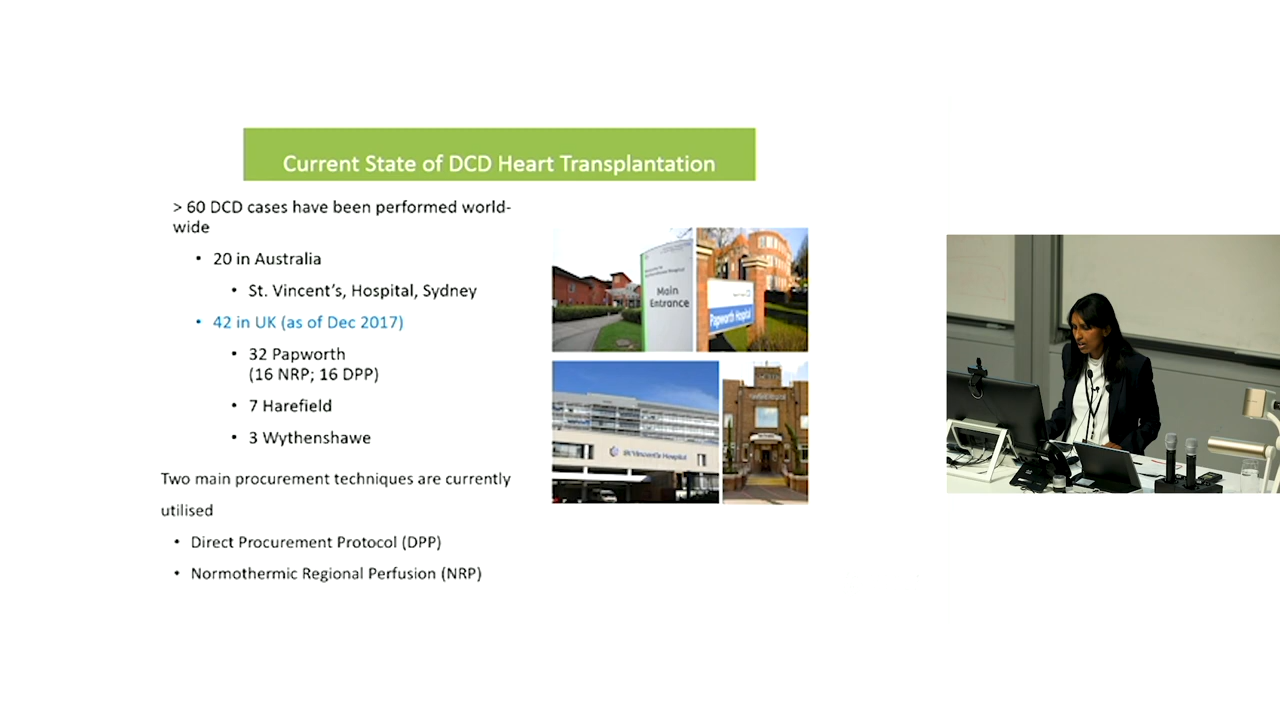 Current State of DCD Heart Transplantation
> 60 DCD cases have been performed world-
wide
• 20 in Australia
• St. Vincent's, Hospital, Sydney
• 42 in UK (as of Dec 2017)
• 32 Papworth
(16 NRP; 16 DPP)
• 7 Harefield
• 3 Wythenshawe
Two main procurement techniques are currently
utilised
• Direct Procurement Protocol (DPP)
• Normothermic Regional Perfusion (NRP)
Main
Entrance
Papworth Hospital
St Vincent's Hospital